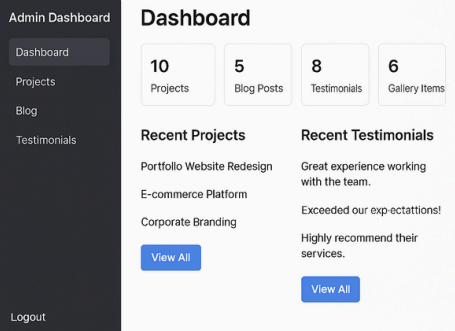 Admin Dashboard
Dashboard
Projects
Blog
Testimonials
Logout
Dashboard
10
Projects
5
Blog Posts
8
Testimonials
6
Gallery Items
Recent Projects
Portfollo Website Redesign
E-commerce Platform
Corporate Branding
View All
Recent Testimonials
Great experience working
with the team.
Exceeded our exp-ectattions!
Highly recommend their
services.
View All